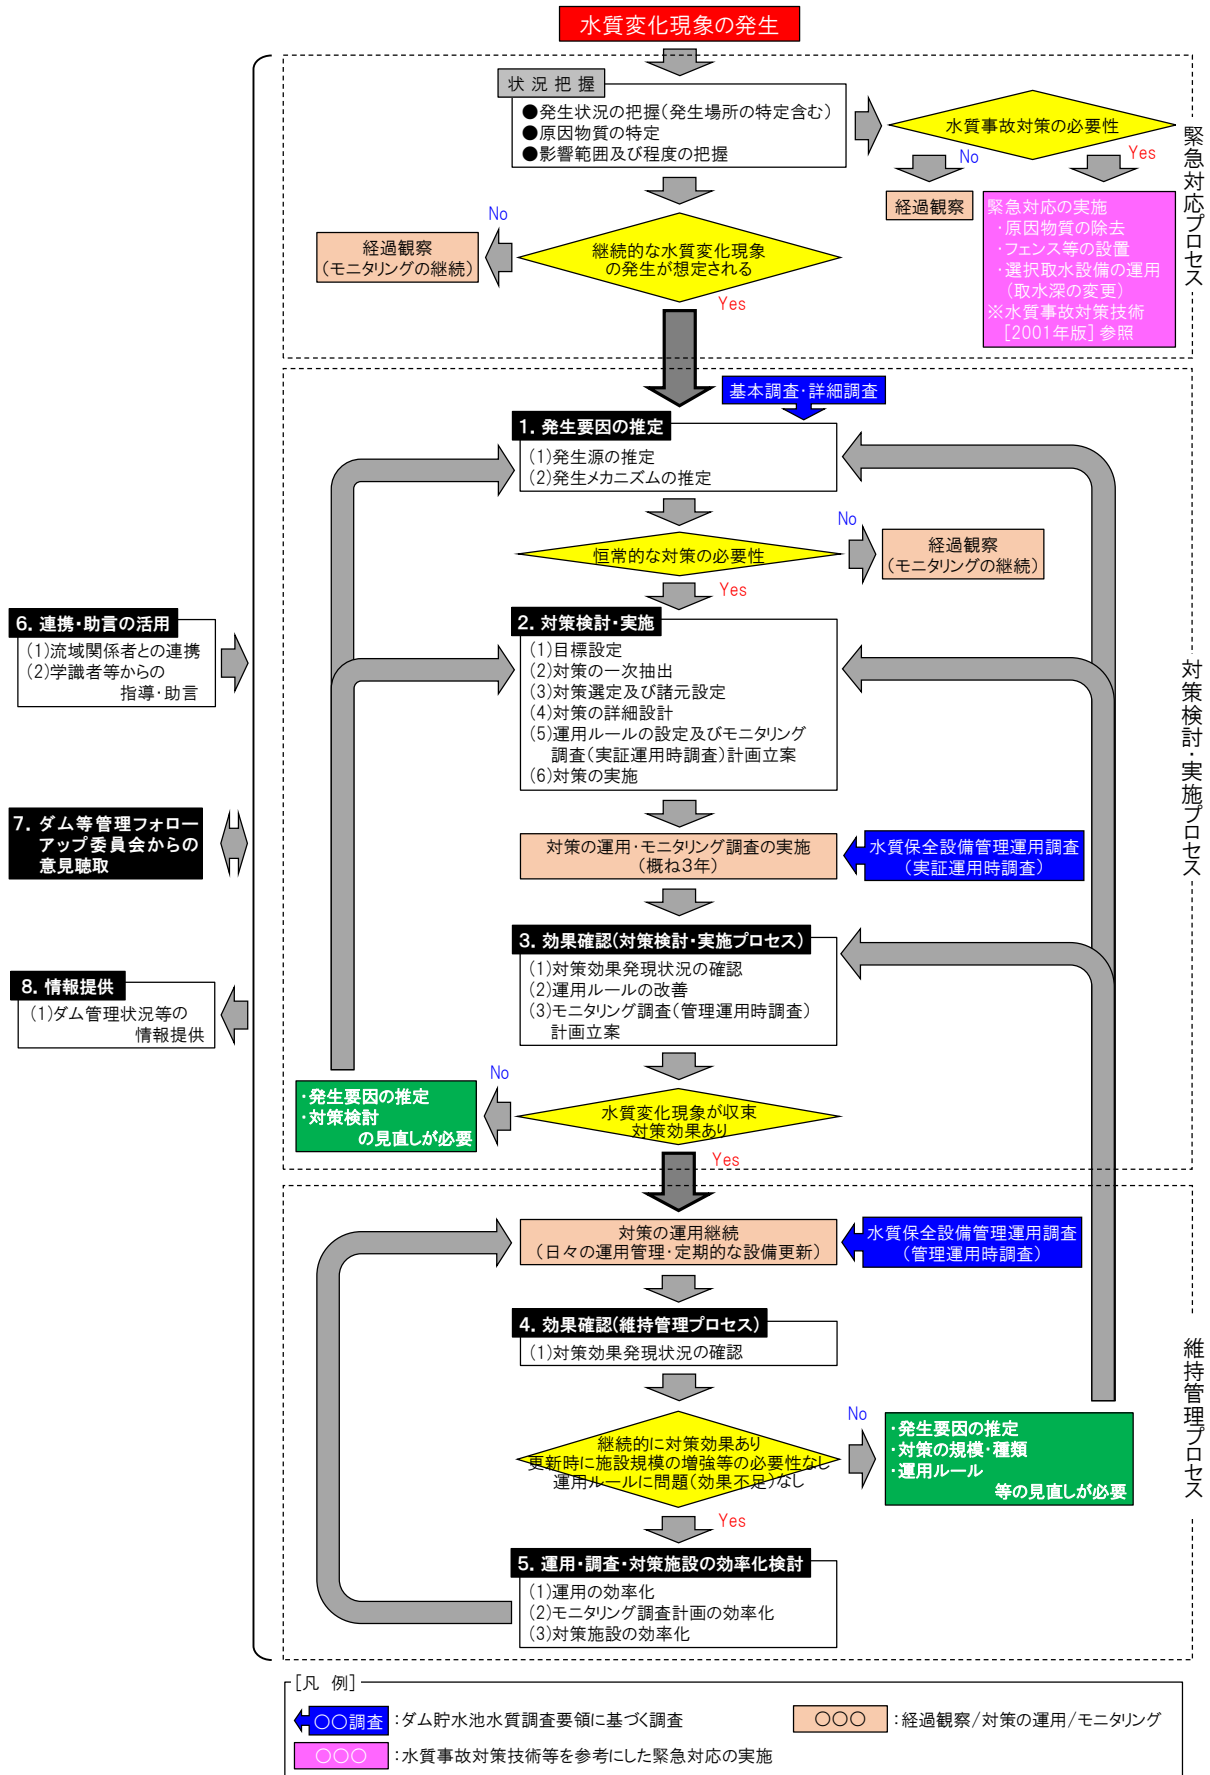 水質変化現象の発生
状況把握
●発生状況の把握(発生場所の特定含む)
●原因物質の特定
●影響範囲及び程度の把握
水質事故対策の必要性
No
Yes
経過観察
緊急対応の実施
・原因物質の除去
・フェンス等の設置
・選択取水設備の運用
(取水深の変更)
※水質事故対策技術
[2001年版]参照
緊急対応プロセス
継続的な水質変化現象
の発生が想定される
No
経過観察
(モニタリングの継続)
Yes
基本調査・詳細調査
1. 発生要因の推定
(1)発生源の推定
(2)発生メカニズムの推定
恒常的な対策の必要性
No
経過観察
(モニタリングの継続)
Yes
2. 対策検討・実施
(1)目標設定
(2)対策の一次抽出
(3)対策選定及び諸元設定
(4)対策の詳細設計
(5)運用ルールの設定及びモニタリング
調査(実証運用時調査)計画立案
(6)対策の実施
対策検討・実施プロセス
6. 連携・助言の活用
(1)流域関係者との連携
(2)学識者等からの
指導・助言
7. ダム等管理フォロー
アップ委員会からの
意見聴取
8. 情報提供
(1)ダム管理状況等の
情報提供
対策の運用・モニタリング調査の実施
(概ね3年)
水質保全設備管理運用調査
(実証運用時調査)
3. 効果確認(対策検討・実施プロセス)
(1)対策効果発現状況の確認
(2)運用ルールの改善
(3)モニタリング調査(管理運用時調査)
計画立案
水質変化現象が収束
対策効果あり
No
・発生要因の推定
・対策検討
の見直しが必要
Yes
対策の運用継続
(日々の運用管理・定期的な設備更新)
水質保全設備管理運用調査
(管理運用時調査)
4. 効果確認(維持管理プロセス)
(1)対策効果発現状況の確認
継続的に対策効果あり
更新時に施設規模の増強等の必要性なし
運用ルールに問題(効果不足)なし
No
・発生要因の推定
・対策の規模・種類
・運用ルール
等の見直しが必要
維持管理プロセス
Yes
5. 運用・調査・対策施設の効率化検討
(1)運用の効率化
(2)モニタリング調査計画の効率化
(3)対策施設の効率化
[凡 例]
〇〇調査 :ダム貯水池水質調査要領に基づく調査
〇〇〇 :経過観察/対策の運用/モニタリング
〇〇〇 :水質事故対策技術等を参考にした緊急対応の実施